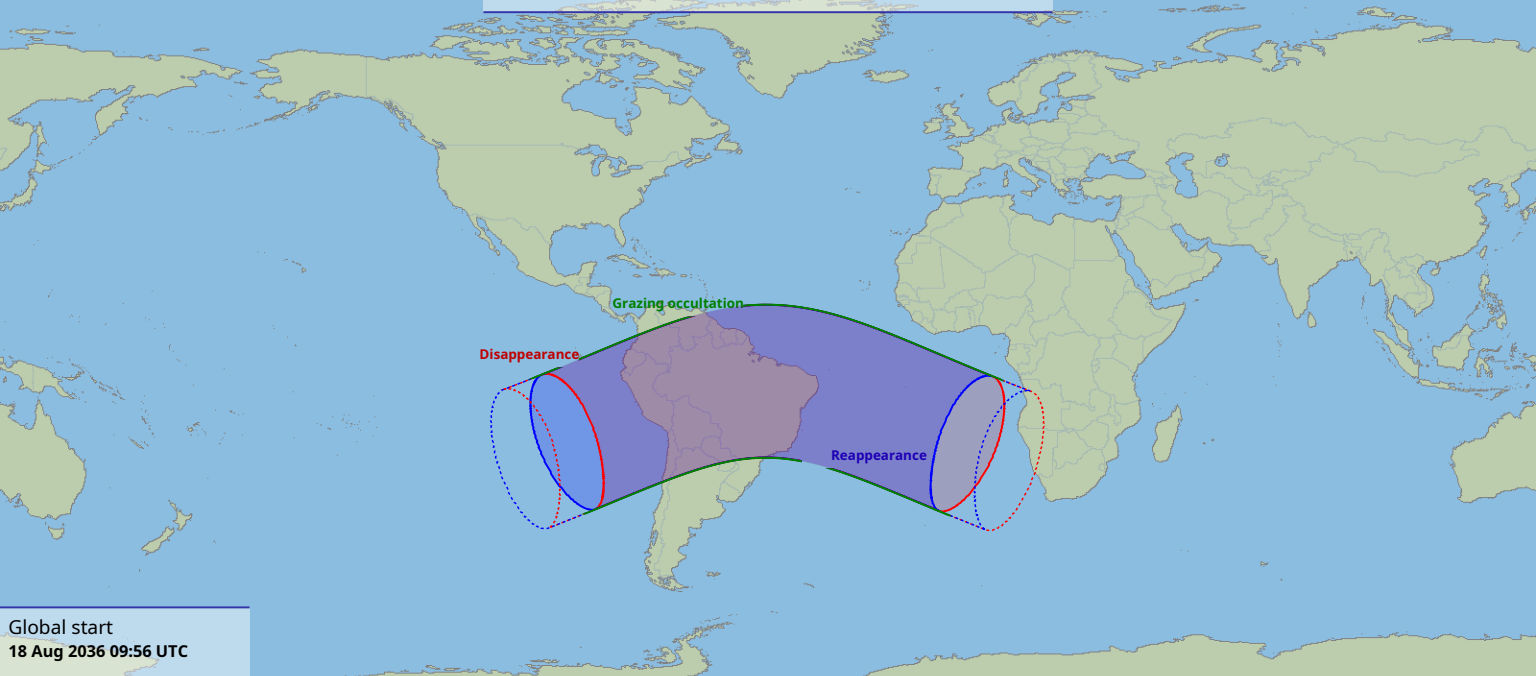 Grazing occultation
Disappearance
Reappearance
Global start
18 Aug 2036 09:56 UTC